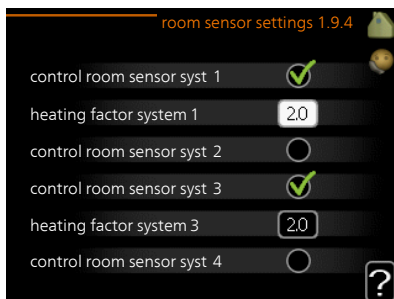 room sensor settings 1.9.4
control room sensor syst 1
heating factor system 1 2.0
control room sensor syst 2
control room sensor syst 3
heating factor system 3 2.0
control room sensor syst 4
?